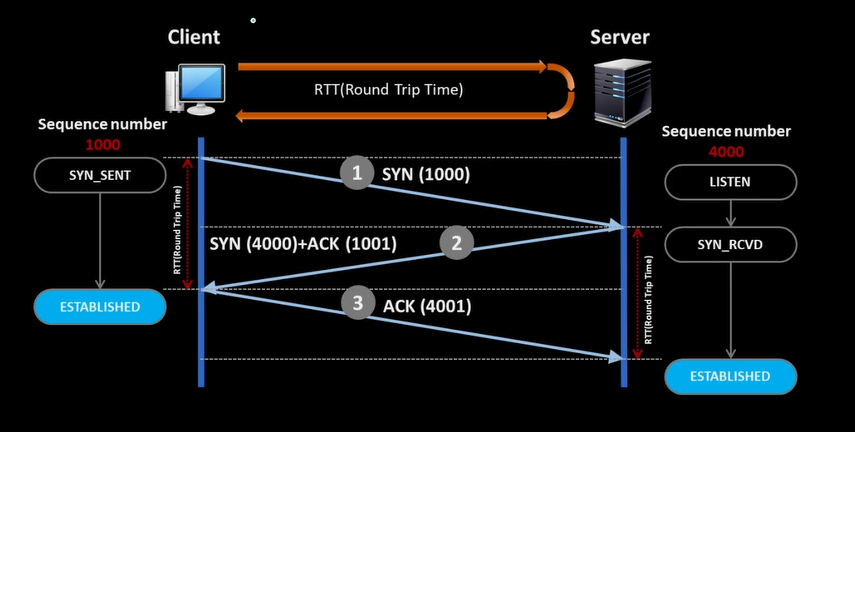 Client
Server
RTT(Round Trip Time)
Sequence number
1000
Sequence number
4000
SYN_SENT
1
SYN (1000)
LISTEN
RTT(Round Trip Time)
SYN (4000)+ACK (1001)
2
SYN_RCVD
RTT(Round Trip Time)
ESTABLISHED
3
ACK (4001)
ESTABLISHED